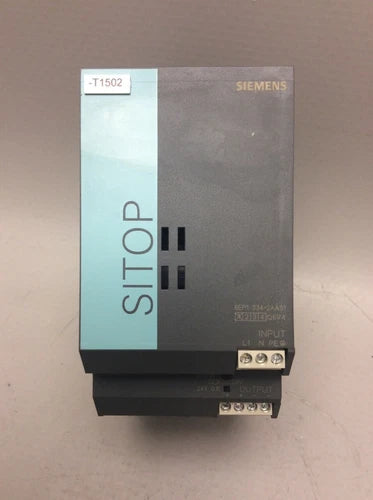 -T1502
SIEMENS
SITOP
6EP1 334-2AA01
INPUT
L1 N PE
OUTPUT